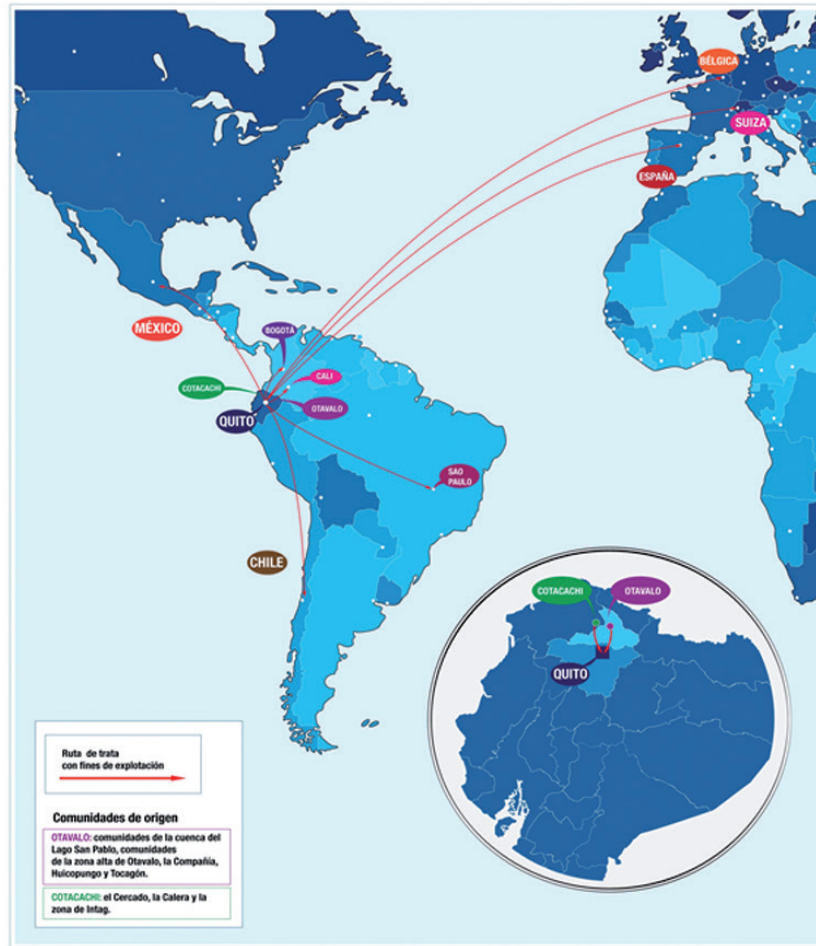 BÉLGICA
SUIZA
ESPAÑA
MÉXICO
BOGOTÁ
COTACACHI
CALI
QUITO
OTAVALO
SAO
PAULO
CHILE
COTACACHI
OTAVALO
QUITO
Ruta de trata
con fines de explotación
Comunidades de origen
OTAVALO: comunidades de la cuenca del
Lago San Pablo, comunidades
de la zona alta de Otavalo, la Compañía,
Huicopungo y Tocagón.
COTACACHI: el Cercado, la Calera y la
zona de Intag.